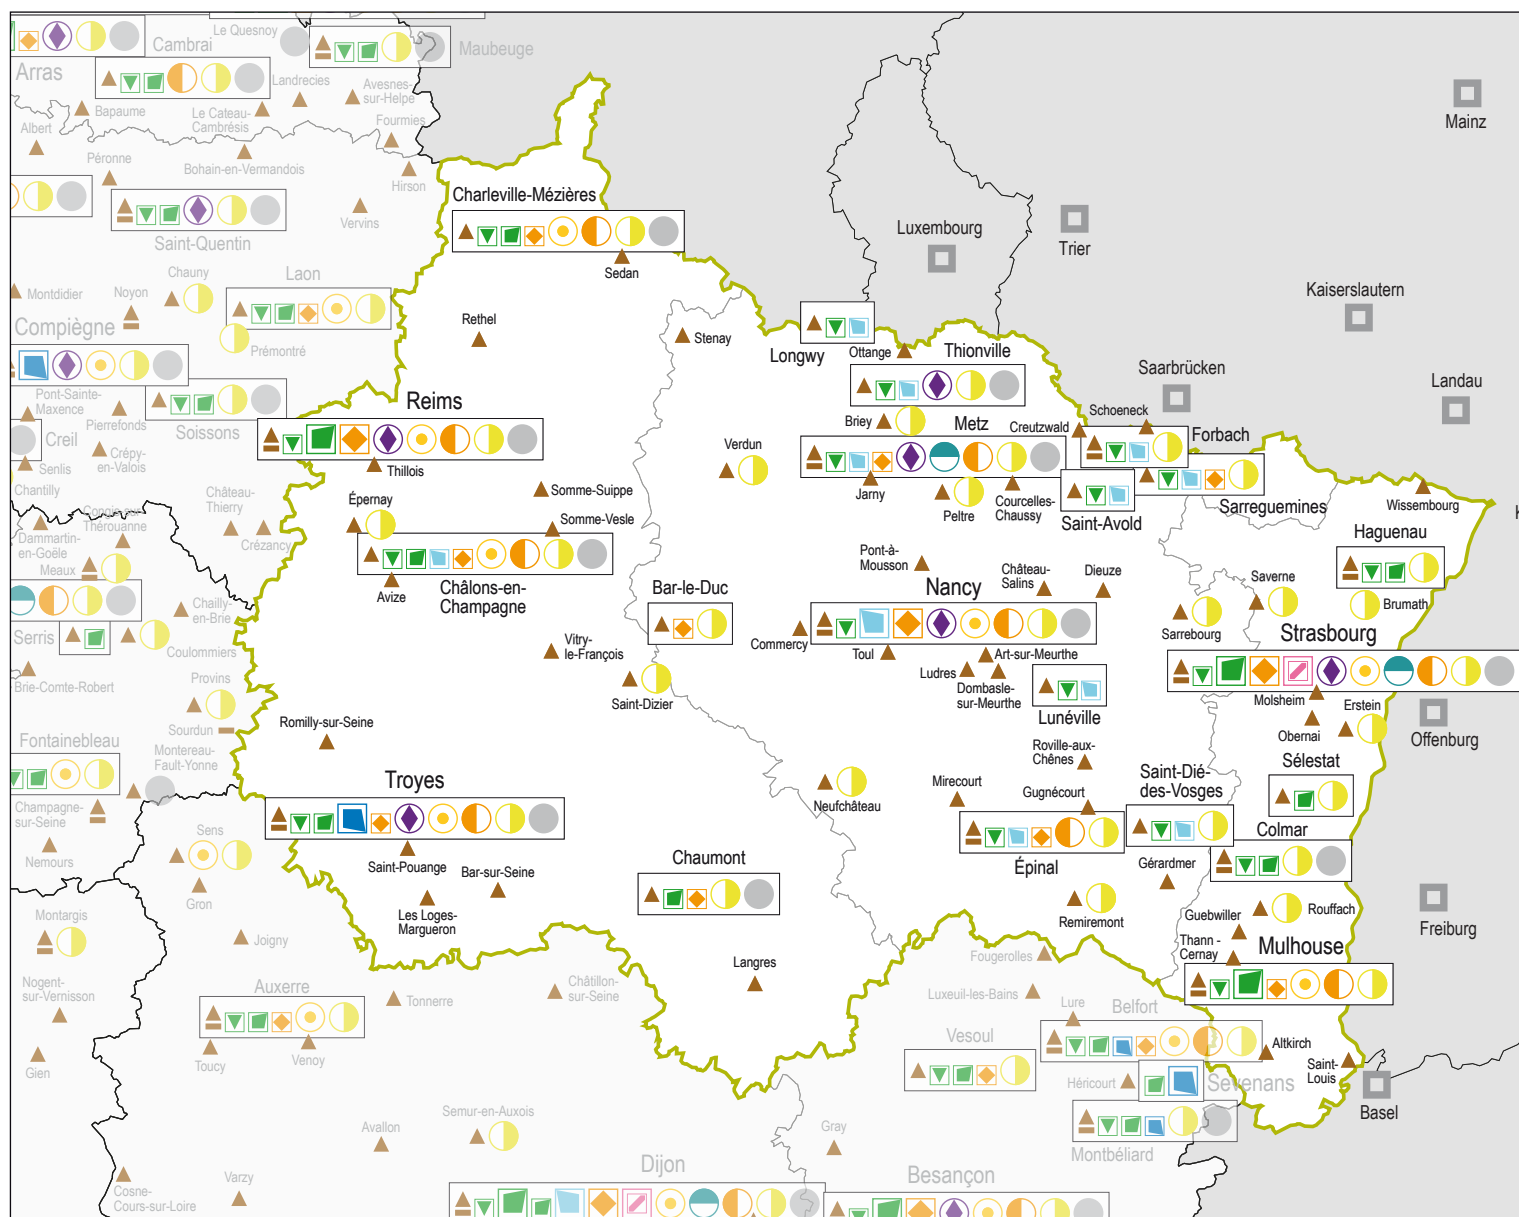 Le Quesnoy
Cambrai
Maubeuge
Arras
Landrecies
Avesnes-
sur-Helpe
Bapaume
Le Cateau-
Cambrésis
Fourmies
Albert
Péronne
Bohain-en-Vermandois
Hirson
Vervins
Saint-Quentin
Charleville-Mézières
Sedan
Mainz
Luxembourg
Trier
Kaiserslautern
Chauny
Laon
Montdidier
Noyon
Compiègne
Prémontré
Rethel
Stenay
Longwy
Ottange
Thionville
Saarbrücken
Landau
Pont-Sainte-
Maxence
Pierrefonds
Soissons
Reims
Briey
Metz
Creutzwald
Schoeneck
Forbach
Creil
Crépy-
en-Valois
Senlis
Chantilly
Thillois
Verdun
Jarny
Peltre
Courcelles-
Chaussy
Saint-Avold
Sarreguemines
Wissembourg
K
Château-
Thierry
Crézancy
Épernay
Somme-Suippe
Somme-Vesle
Congis-sur-
Thérouanne
Dammartin-
en-Goële
Meaux
Haguenau
Avize
Châlons-en-
Champagne
Bar-le-Duc
Pont-à-
Mousson
Nancy
Château-
Salins
Dieuze
Saverne
Brumath
Sarrebourg
Strasbourg
Chailly-
en-Brie
Serris
Coulommiers
Vitry-
le-François
Commercy
Toul
Art-sur-Meurthe
Ludres
Dombasle-
sur-Meurthe
Lunéville
Brie-Comte-Robert
Provins
Sourdun
Saint-Dizier
Molsheim
Erstein
Obernai
Offenburg
Romilly-sur-Seine
Fontainebleau
Montereau-
Fault-Yonne
Roville-aux-
Chênes
Sélestat
Troyes
Neufchâteau
Mirecourt
Gugnécourt
Saint-Dié-
des-Vosges
Champagne-
sur-Seine
Nemours
Sens
Gron
Saint-Pouange
Bar-sur-Seine
Les Loges-
Margueron
Chaumont
Épinal
Colmar
Gérardmer
Remiremont
Guebwiller
Rouffach
Thann -
Cernay
Mulhouse
Freiburg
Montargis
Joigny
Nogent-
sur-Vernisson
Langres
Fougerolles
Auxerre
Tonnerre
Châtillon-
sur-Seine
Luxeuil-les-Bains
Lure
Belfort
Gien
Toucy
Venoy
Vesoul
Héricourt
Sevenans
Altkirch
Saint-
Louis
Basel
Semur-en-Auxois
Avallon
Gray
Montbéliard
Cosne-
Cours-sur-Loire
Varzy
Dijon
Besançon